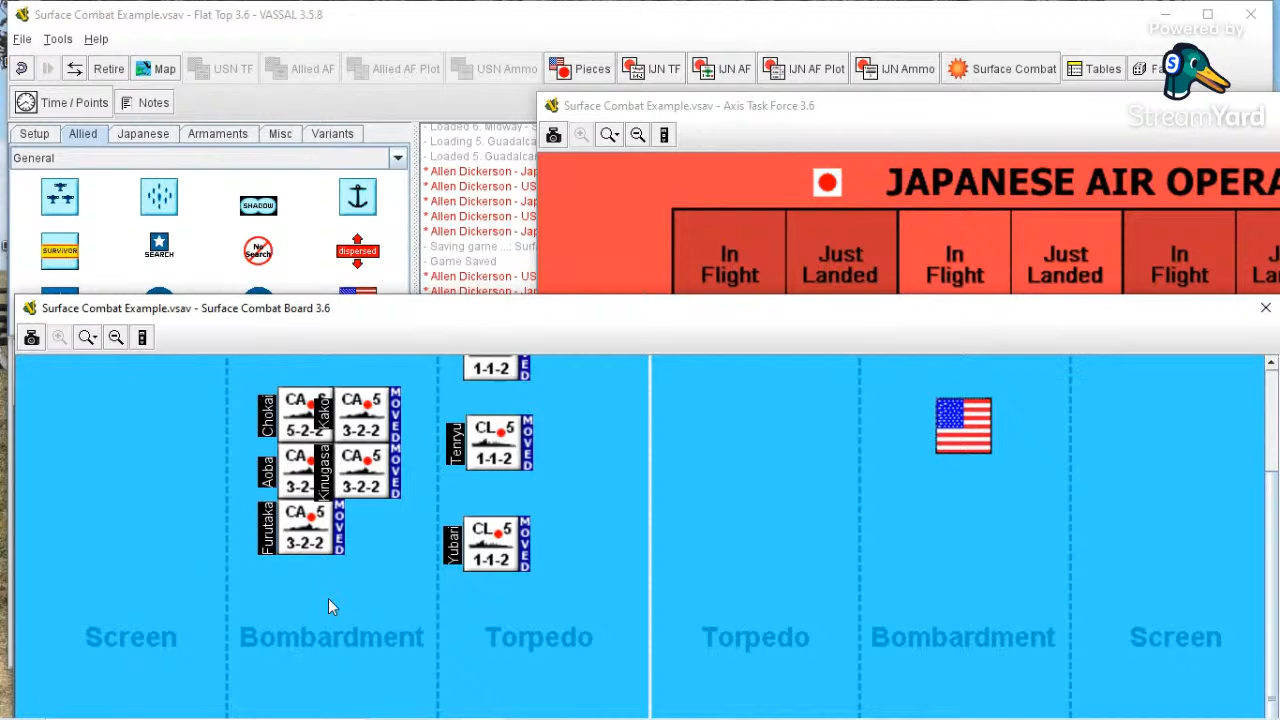 Surface Combat Example.vsav - Flat Top 3.6 - VASSAL 3.5.8
Powered by
StreamYard
File Tools Help
Retire Map USN TF Allied AF Allied AF Plot USN Ammo Pieces IJN TF IJN AF IJN AF Plot IJN Ammo Surface Combat Tables
Time / Points Notes
Setup Allied Japanese Armaments Misc Variants
General
SHADOW
SURVIVOR SEARCH No Search dispersed
- Loaded 6. Midway -
- Loading 5. Guadalca
- Loaded 5. Guadalcar
* Allen Dickerson - Jap
* Allen Dickerson - US
* Allen Dickerson - Jap
* Allen Dickerson - US
* Allen Dickerson - Jap
- Saving game ...: Surf
- Game Saved
* Allen Dickerson - US
* Allen Dickerson - Jap
Surface Combat Example.vsav - Axis Task Force 3.6
JAPANESE AIR OPERA
In Flight
Just Landed
In Flight
Just Landed
In Flight
Surface Combat Example.vsav - Surface Combat Board 3.6
1-1-2
Chokai CA 5-2-2
Kako CA 5 3-2-2 MOVED
Aoba CA 3-2-
Kinugasa CA 5 3-2-2 MOVED
Furutaka CA 5 3-2-2 MOVED
Tenryu CL 5 1-1-2 MOVED
Yubari CL 5 1-1-2 MOVED
Screen Bombardment Torpedo Torpedo Bombardment Screen